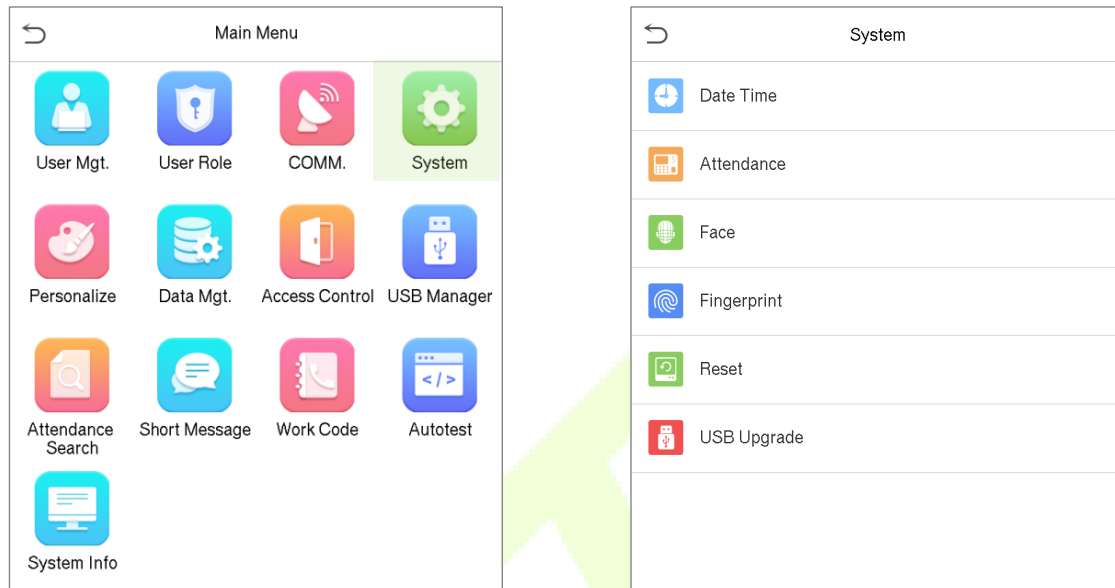 Main Menu
User Mgt.
User Role
COMM.
System
Personalize
Data Mgt.
Access Control
USB Manager
Attendance
Search
Short Message
Work Code
</>
Autotest
System Info
System
Date Time
Attendance
Face
Fingerprint
Reset
USB Upgrade